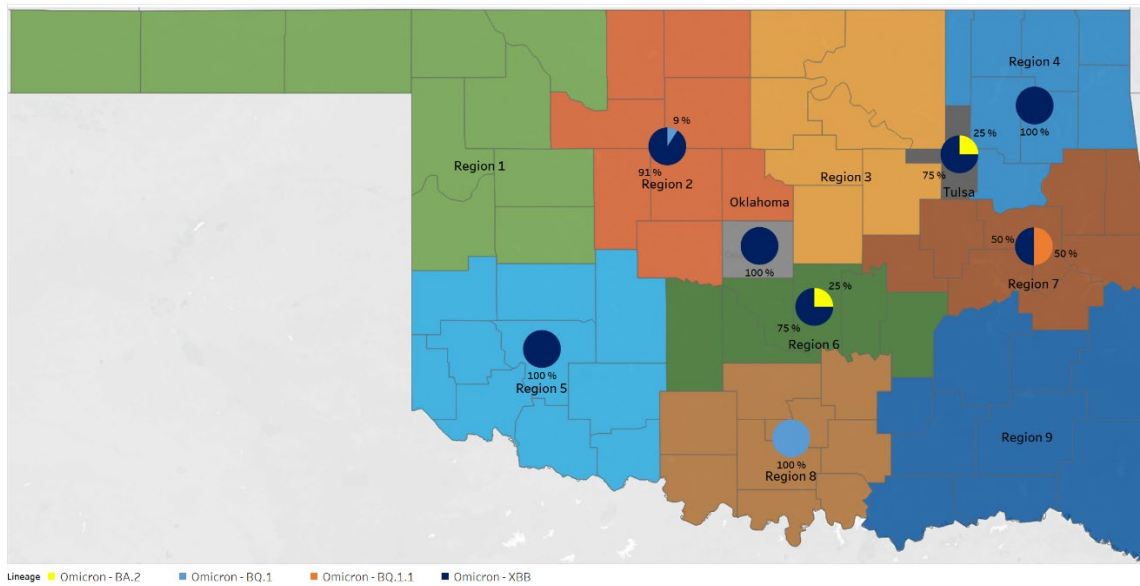 Region 4
100 %
9 %
91 %
Region 2
25 %
75 %
Tulsa
Region 1
Region 3
Oklahoma
100 %
50 %
50 %
Region 7
25 %
75 %
Region 6
100 %
Region 5
100 %
Region 8
Region 9
Lineage Omicron - BA.2 Omicron - BQ.1 Omicron - BQ.1.1 Omicron - XBB